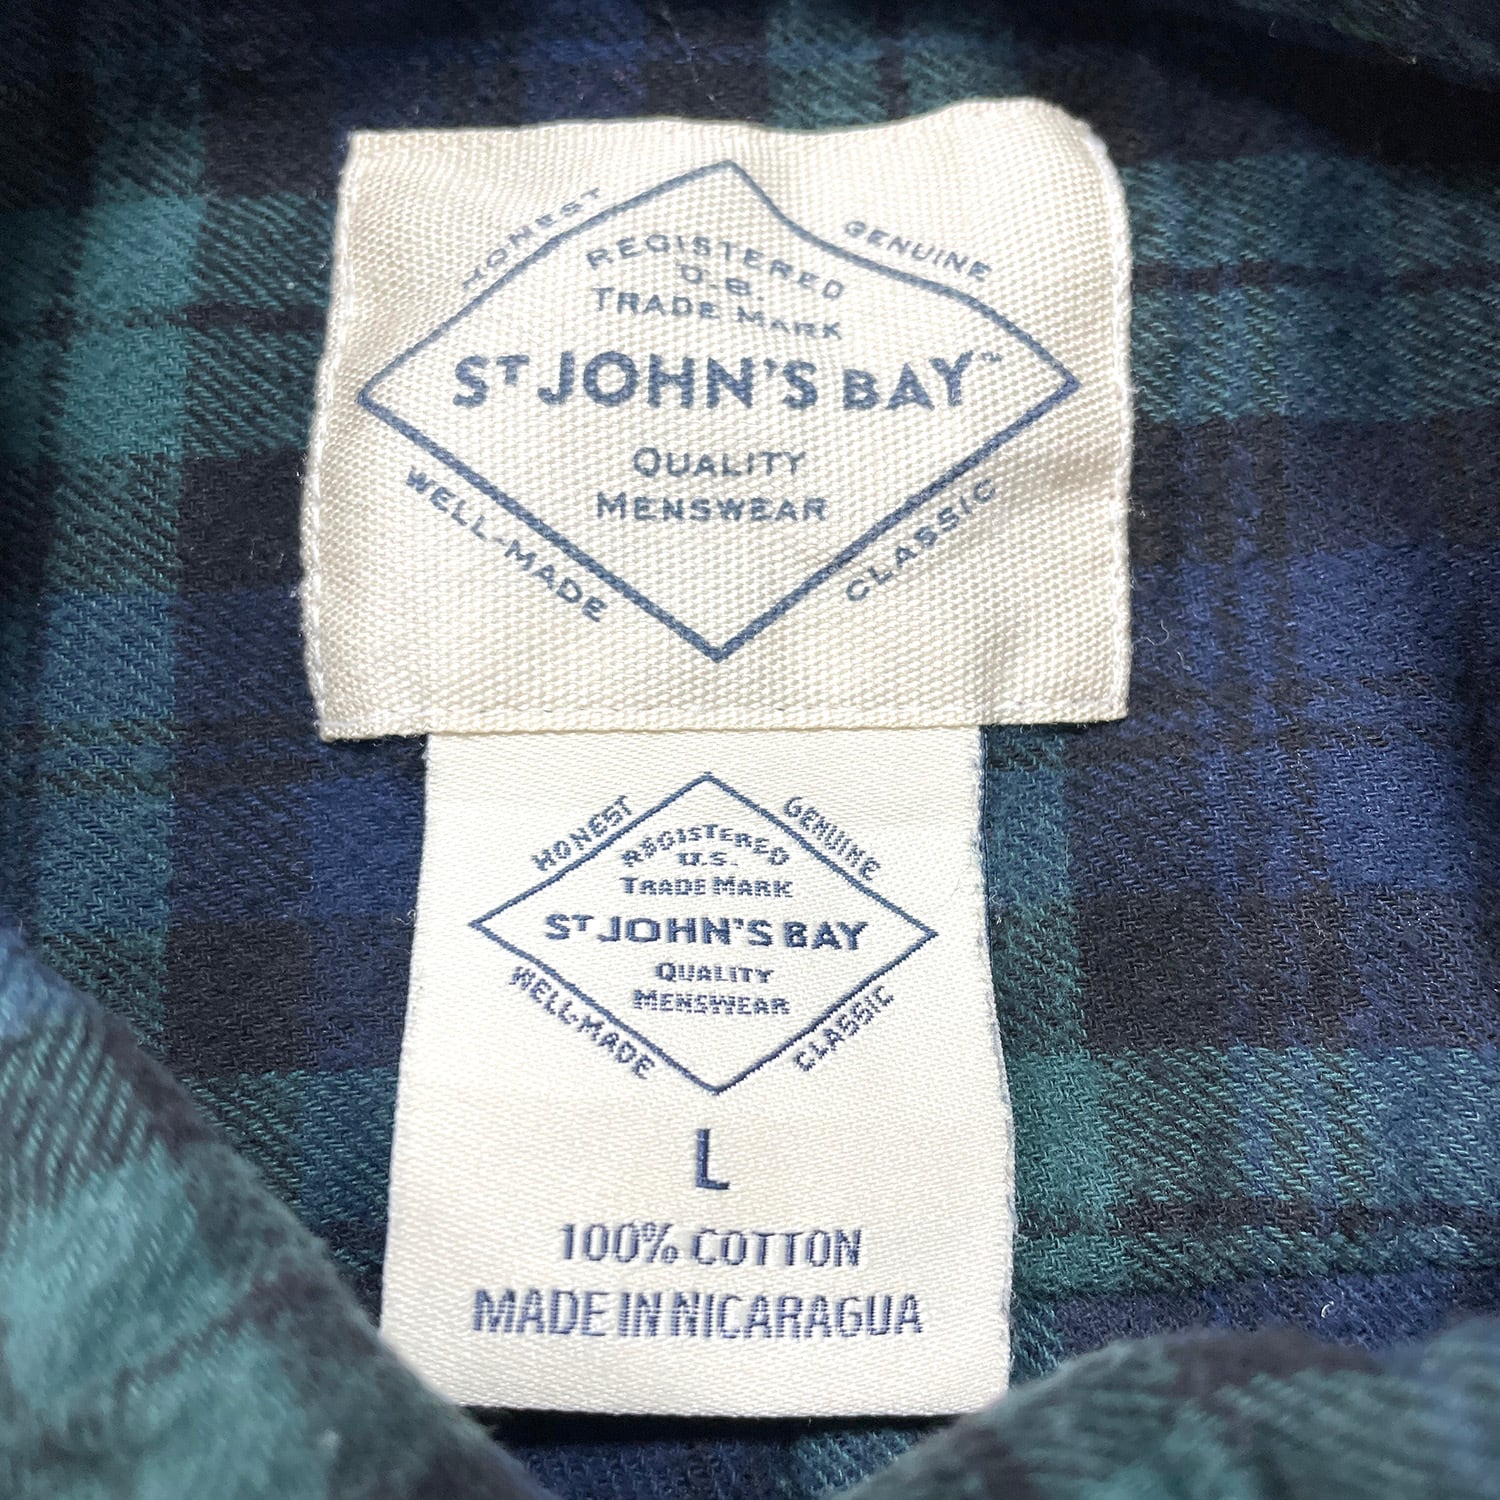 HONEST
GENUINE
REGISTERED
U.S.
TRADE MARK
ST JOHN'S BAY™
QUALITY
MENSWEAR
WELL-MADE
CLASSIC
HONEST
GENUINE
REGISTERED
U.S.
TRADE MARK
ST JOHN'S BAY
QUALITY
MENSWEAR
WELL-MADE
CLASSIC
L
100% COTTON
MADE IN NICARAGUA